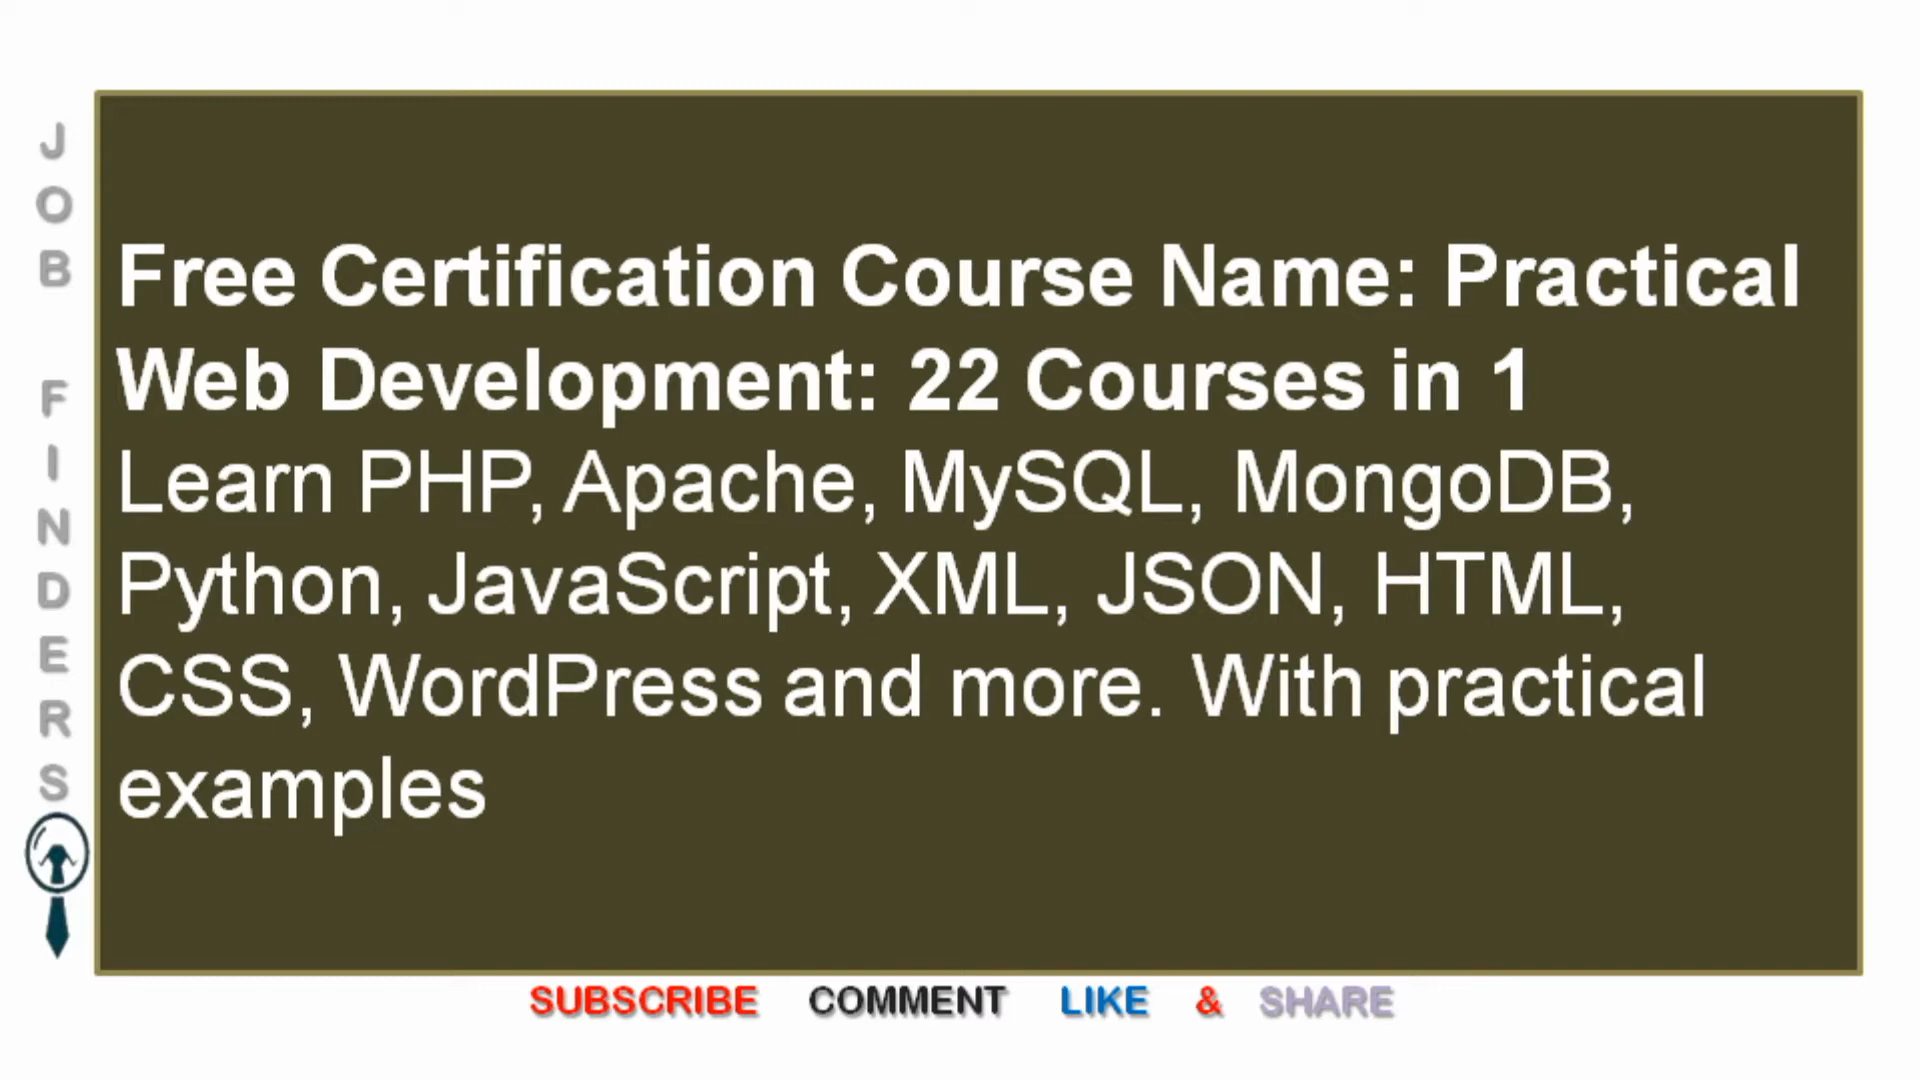 JOB FINDERS
Free Certification Course Name: Practical
Web Development: 22 Courses in 1
Learn PHP, Apache, MySQL, MongoDB,
Python, JavaScript, XML, JSON, HTML,
CSS, WordPress and more. With practical
examples
SUBSCRIBE COMMENT LIKE & SHARE